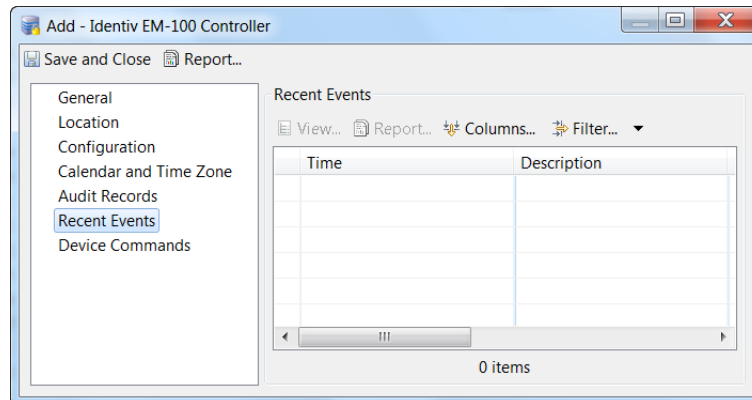 Add - Identiv EM-100 Controller
Save and Close Report...
General
Location
Configuration
Calendar and Time Zone
Audit Records
Recent Events
Device Commands
Recent Events
View... Report... Columns... Filter...
Time Description
0 items